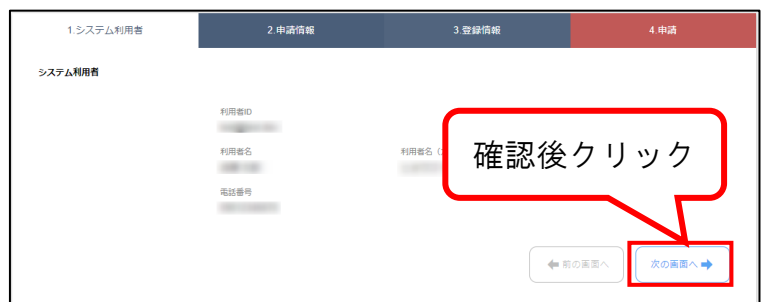 1.システム利用者
2.申請情報
3.登録情報
4.申請
システム利用者
利用者ID
利用者名
利用者名（
電話番号
確認後クリック
前の画面へ
次の画面へ